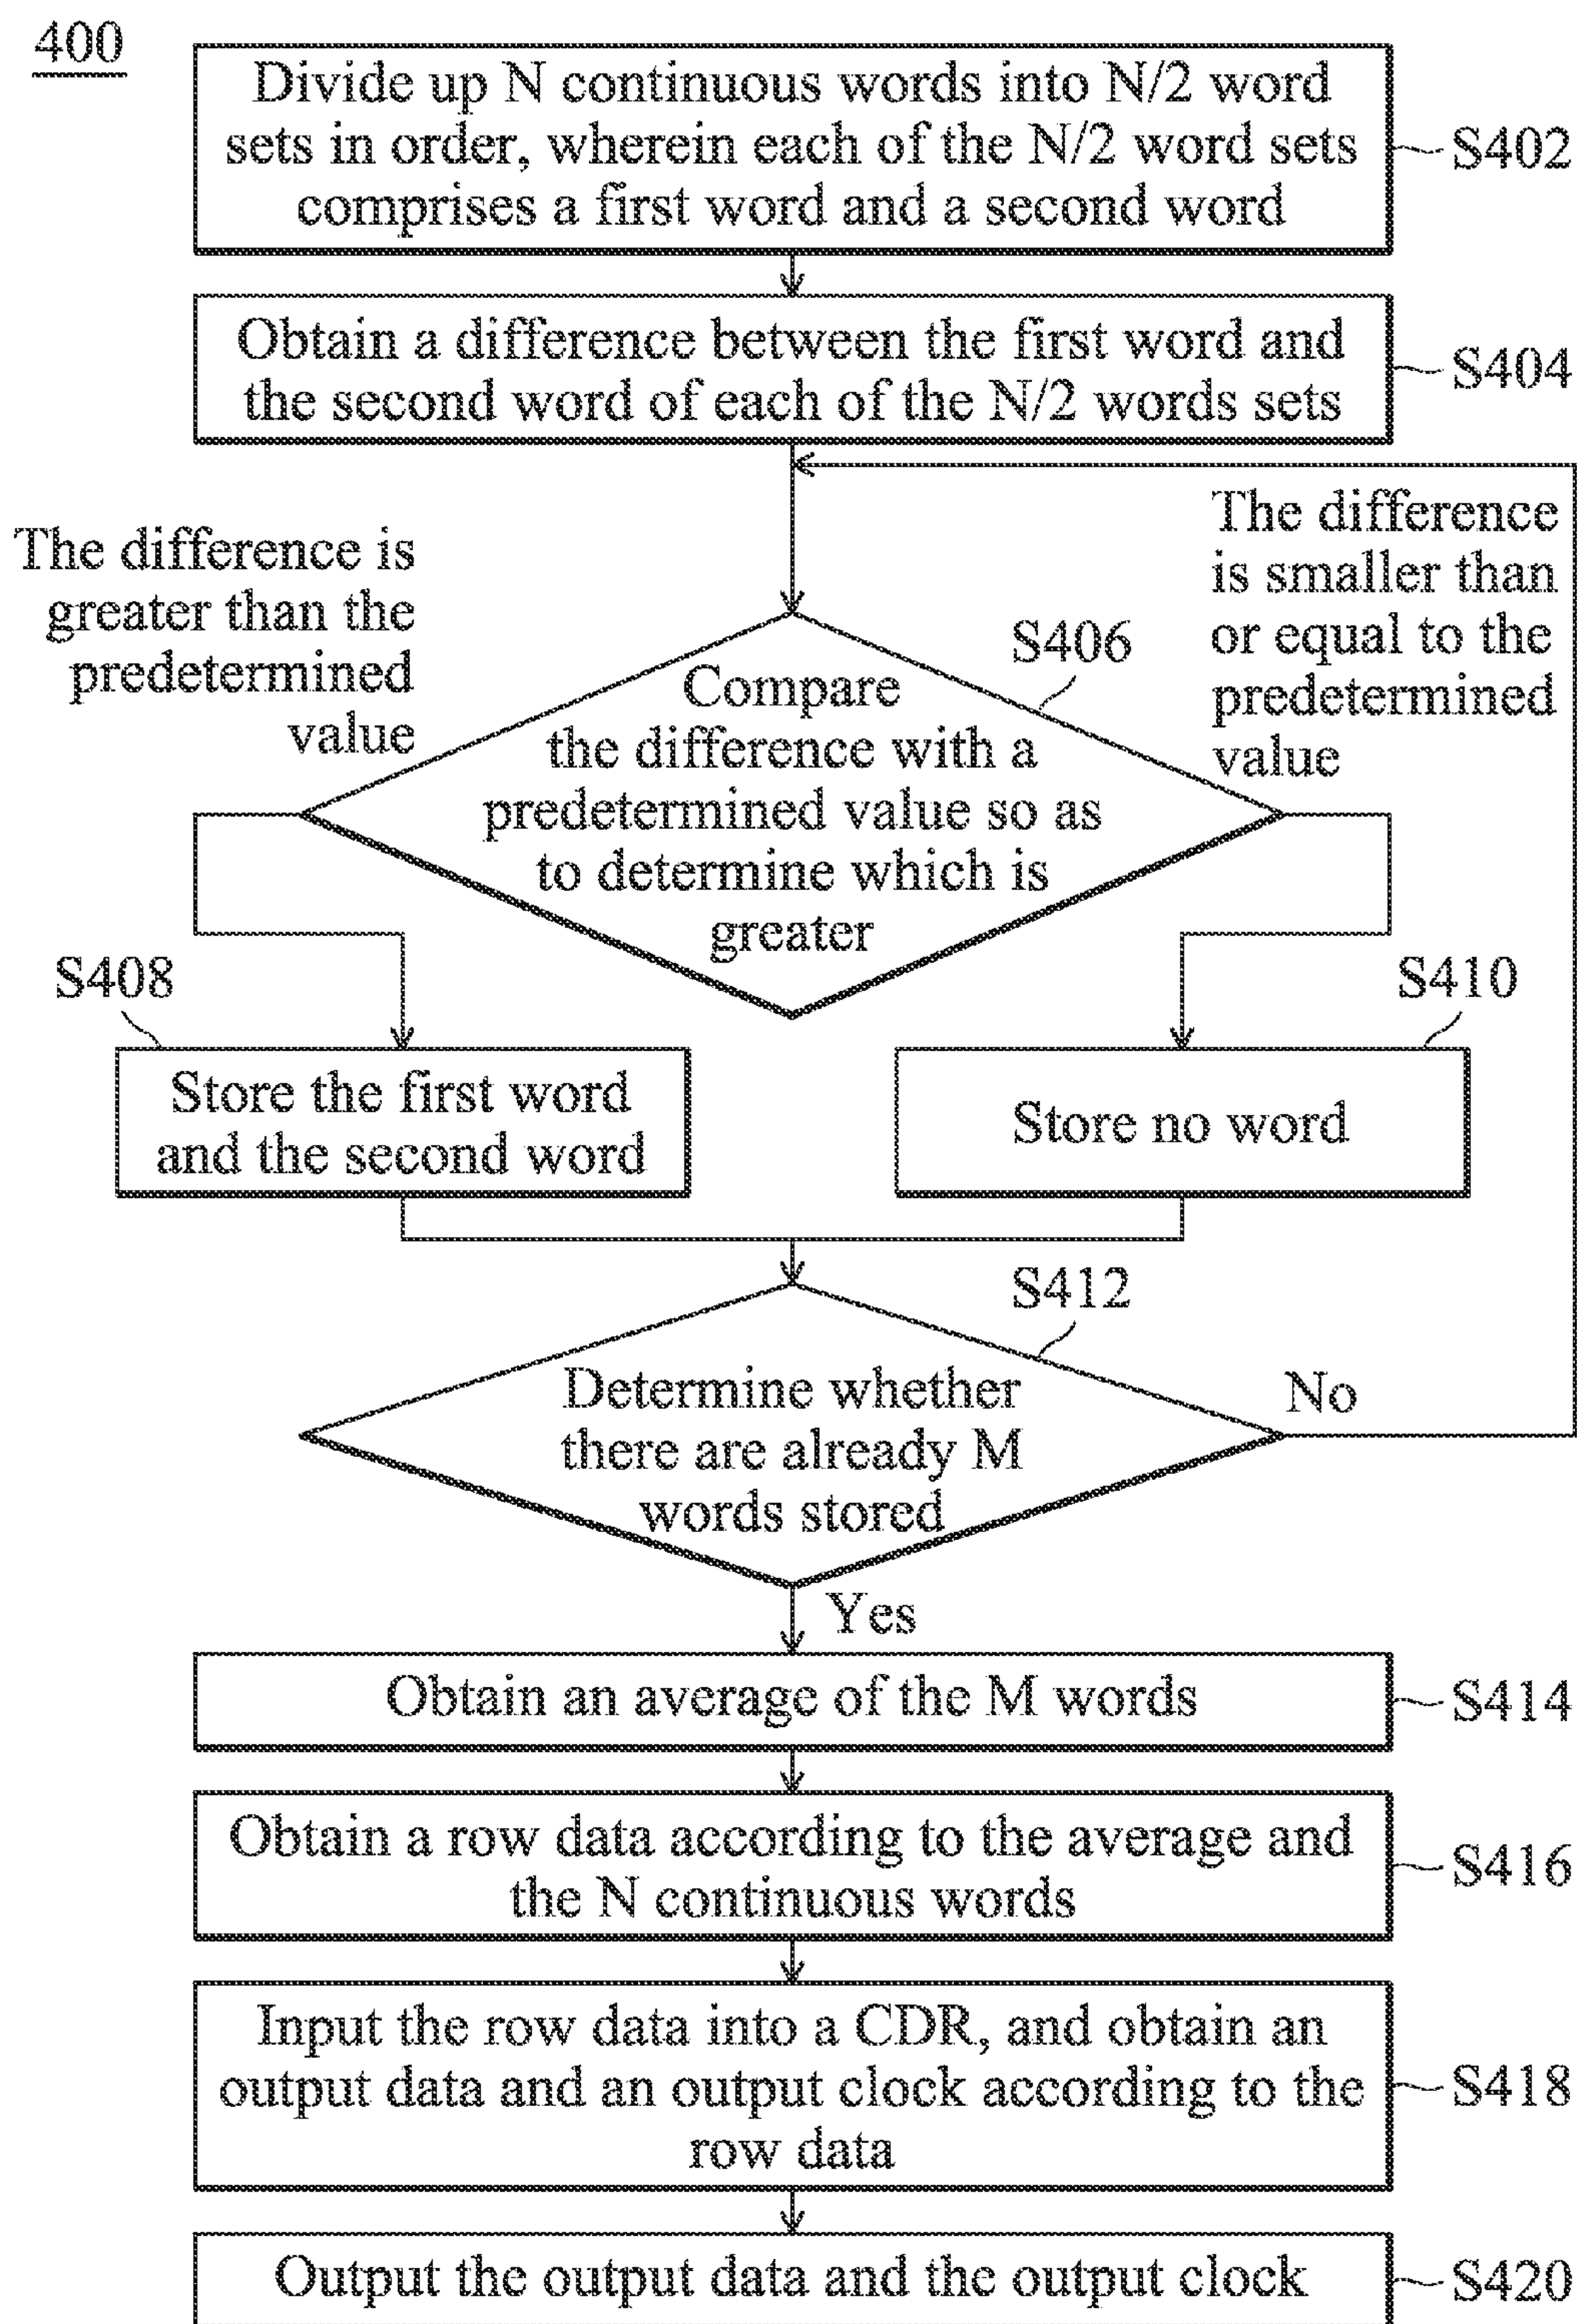 400
Divide up N continuous words into N/2 word
sets in order, wherein each of the N/2 word sets
comprises a first word and a second word
S402
Obtain a difference between the first word and
the second word of each of the N/2 words sets
S404
The difference is
greater than the
predetermined
value
The difference
is smaller than
or equal to the
predetermined
value
S406
Compare
the difference with a
predetermined value so as
to determine which is
greater
S408
Store the first word
and the second word
S410
Store no word
S412
Determine whether
there are already M
words stored
No
Yes
Obtain an average of the M words
S414
Obtain a row data according to the average and
the N continuous words
S416
Input the row data into a CDR, and obtain an
output data and an output clock according to the
row data
S418
Output the output data and the output clock
S420